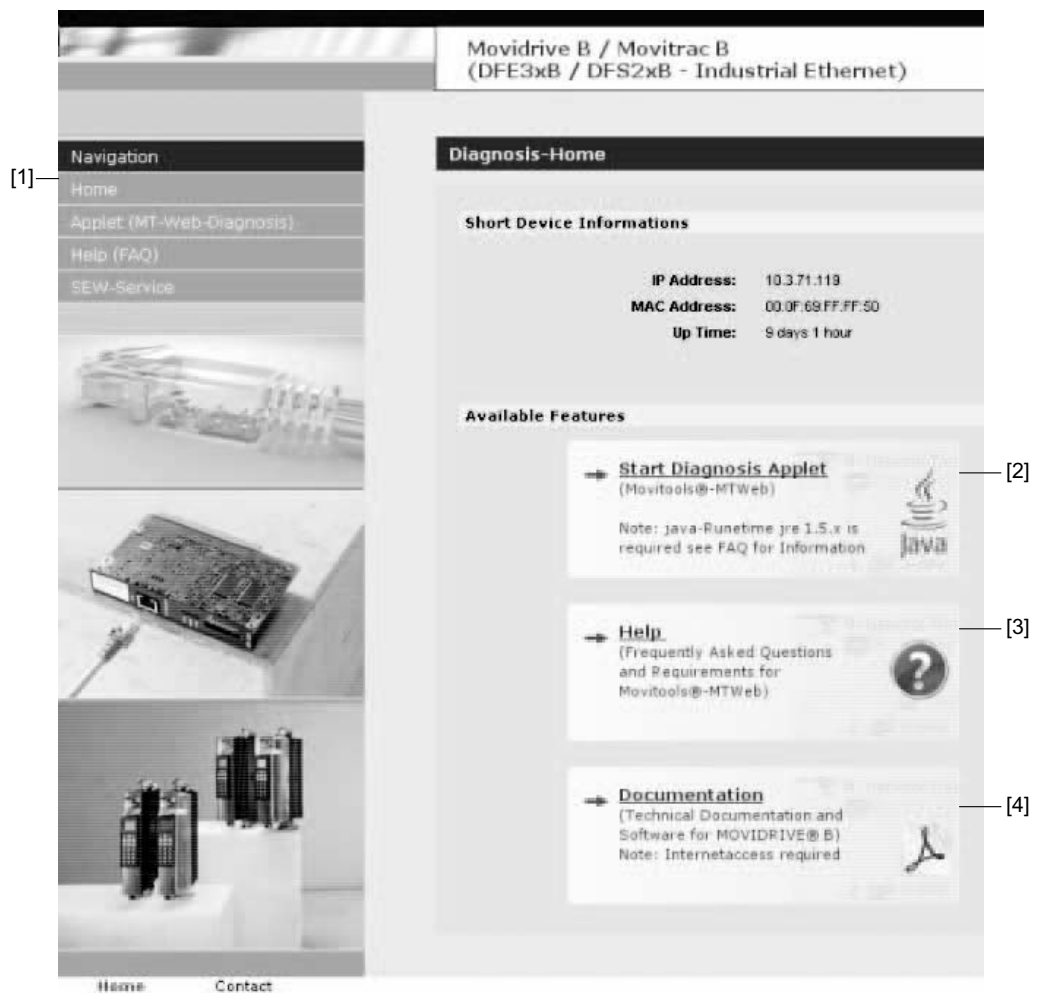 Movidrive B / Movitrac B
(DFE3xB / DFS2xB - Industrial Ethernet)
[1]
Navigation
Home
Applet (MT-Web-Diagnosis)
Help (FAQ)
SEW-Service
Diagnosis-Home
Short Device Informations
IP Address: 10.3.71.119
MAC Address: 00:0F:69:FF:FF:50
Up Time: 9 days 1 hour
Available Features
Start Diagnosis Applet
(Movitools®-MTWeb)
Note: java-Runetime jre 1.5.x is
required see FAQ for Information
Java
[2]
Help
(Frequently Asked Questions
and Requirements for
Movitools®-MTWeb)
?
[3]
Documentation
(Technical Documentation and
Software for MOVIDRIVE® B)
Note: Internetaccess required
[4]
Home Contact